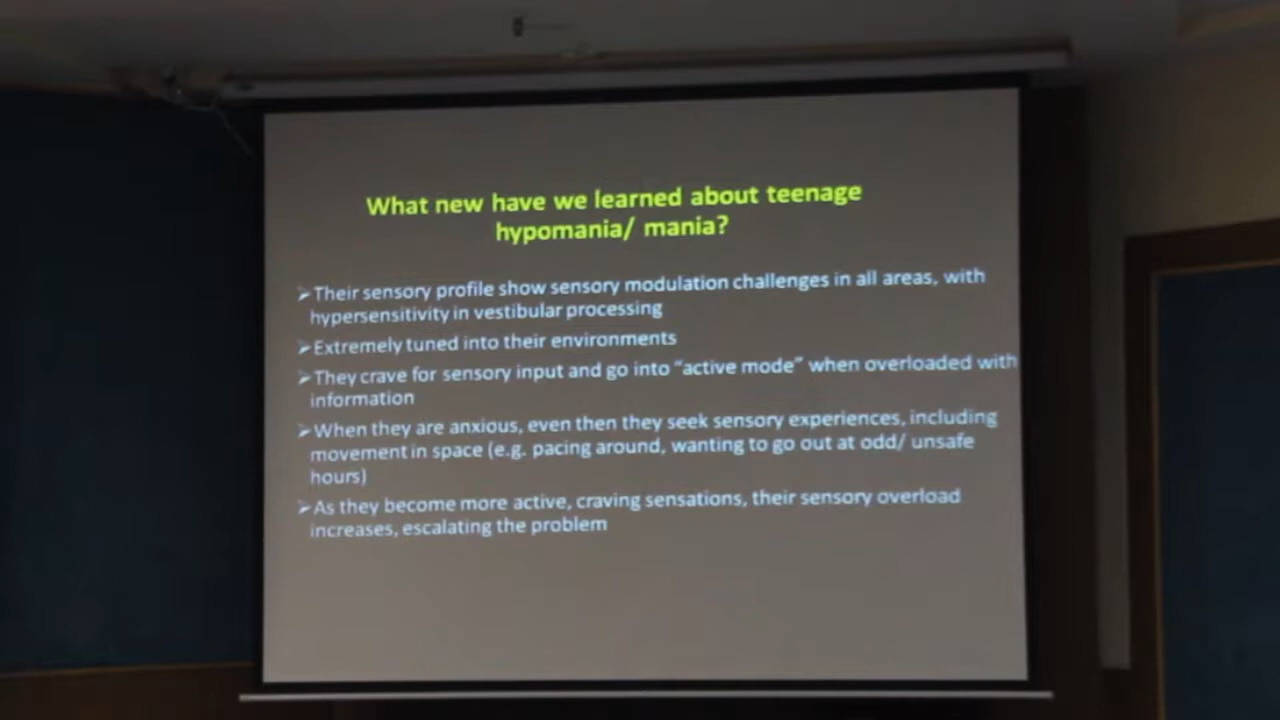 What new have we learned about teenage
hypomania/ mania?
➢Their sensory profile show sensory modulation challenges in all areas, with
hypersensitivity in vestibular processing
➢Extremely tuned into their environments
➢They crave for sensory input and go into “active mode” when overloaded with
information
➢When they are anxious, even then they seek sensory experiences, including
movement in space (e.g. pacing around, wanting to go out at odd/ unsafe
hours)
➢As they become more active, craving sensations, their sensory overload
increases, escalating the problem